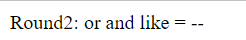 Round2: or and like = --